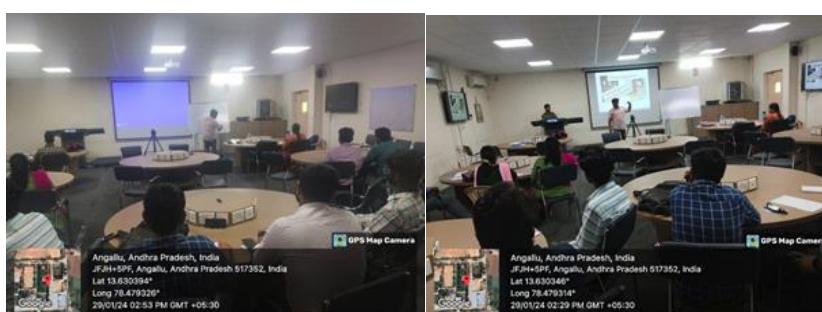 GPS Map Camera
Angallu, Andhra Pradesh, India
JFJH+5PF, Angallu, Andhra Pradesh 517352, India
Lat 13.630394°
Long 78.479326°
29/01/24 02:53 PM GMT +05:30
Google
GPS Map Camera
Angallu, Andhra Pradesh, India
JFJH+5PF, Angallu, Andhra Pradesh 517352, India
Lat 13.630346°
Long 78.479314°
29/01/24 02:29 PM GMT +05:30
Google